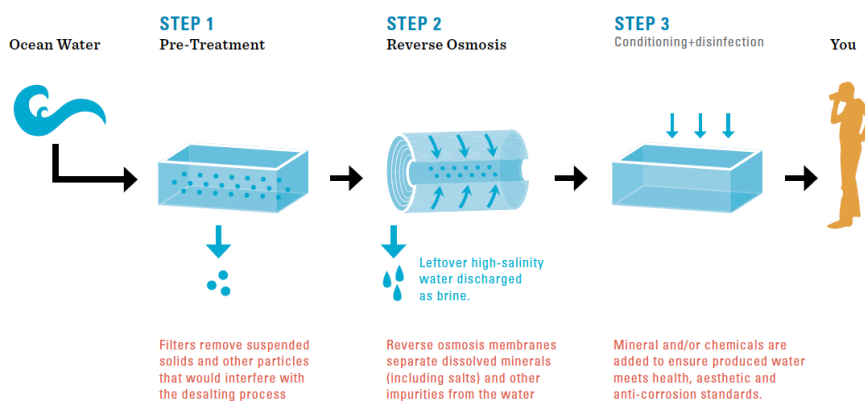 Ocean Water
STEP 1
Pre-Treatment
STEP 2
Reverse Osmosis
STEP 3
Conditioning+disinfection
You
Leftover high-salinity
water discharged
as brine.
Filters remove suspended
solids and other particles
that would interfere with
the desalting process
Reverse osmosis membranes
separate dissolved minerals
(including salts) and other
impurities from the water
Mineral and/or chemicals are
added to ensure produced water
meets health, aesthetic and
anti-corrosion standards.